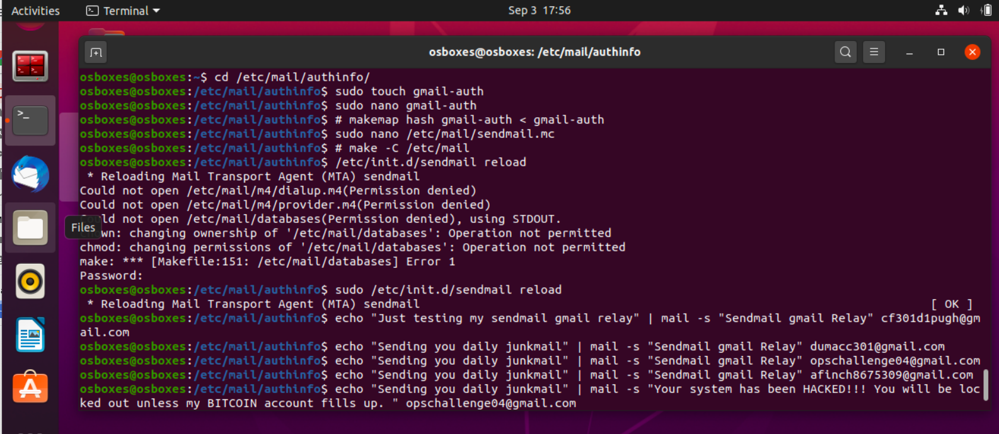 Activities
Terminal
Sep 3 17:56
osboxes@osboxes: /etc/mail/authinfo
osboxes@osboxes:~$ cd /etc/mail/authinfo/
osboxes@osboxes:/etc/mail/authinfo$ sudo touch gmail-auth
osboxes@osboxes:/etc/mail/authinfo$ sudo nano gmail-auth
osboxes@osboxes:/etc/mail/authinfo$ # makemap hash gmail-auth < gmail-auth
osboxes@osboxes:/etc/mail/authinfo$ sudo nano /etc/mail/sendmail.mc
osboxes@osboxes:/etc/mail/authinfo$ # make -C /etc/mail
osboxes@osboxes:/etc/mail/authinfo$ /etc/init.d/sendmail reload
 * Reloading Mail Transport Agent (MTA) sendmail
Could not open /etc/mail/m4/dialup.m4(Permission denied)
Could not open /etc/mail/m4/provider.m4(Permission denied)
Could not open /etc/mail/databases(Permission denied), using STDOUT.
Files
chown: changing ownership of '/etc/mail/databases': Operation not permitted
chmod: changing permissions of '/etc/mail/databases': Operation not permitted
make: *** [Makefile:151: /etc/mail/databases] Error 1
Password:
osboxes@osboxes:/etc/mail/authinfo$ sudo /etc/init.d/sendmail reload
 * Reloading Mail Transport Agent (MTA) sendmail [ OK ]
osboxes@osboxes:/etc/mail/authinfo$ echo "Just testing my sendmail gmail relay" | mail -s "Sendmail gmail Relay" cf301d1pugh@gm
ail.com
osboxes@osboxes:/etc/mail/authinfo$ echo "Sending you daily junkmail" | mail -s "Sendmail gmail Relay" dumacc301@gmail.com
osboxes@osboxes:/etc/mail/authinfo$ echo "Sending you daily junkmail" | mail -s "Sendmail gmail Relay" opschallenge04@gmail.com
osboxes@osboxes:/etc/mail/authinfo$ echo "Sending you daily junkmail" | mail -s "Sendmail gmail Relay" afinch8675309@gmail.com
osboxes@osboxes:/etc/mail/authinfo$ echo "Sending you daily junkmail" | mail -s "Your system has been HACKED!!! You will be loc
ked out unless my BITCOIN account fills up. " opschallenge04@gmail.com